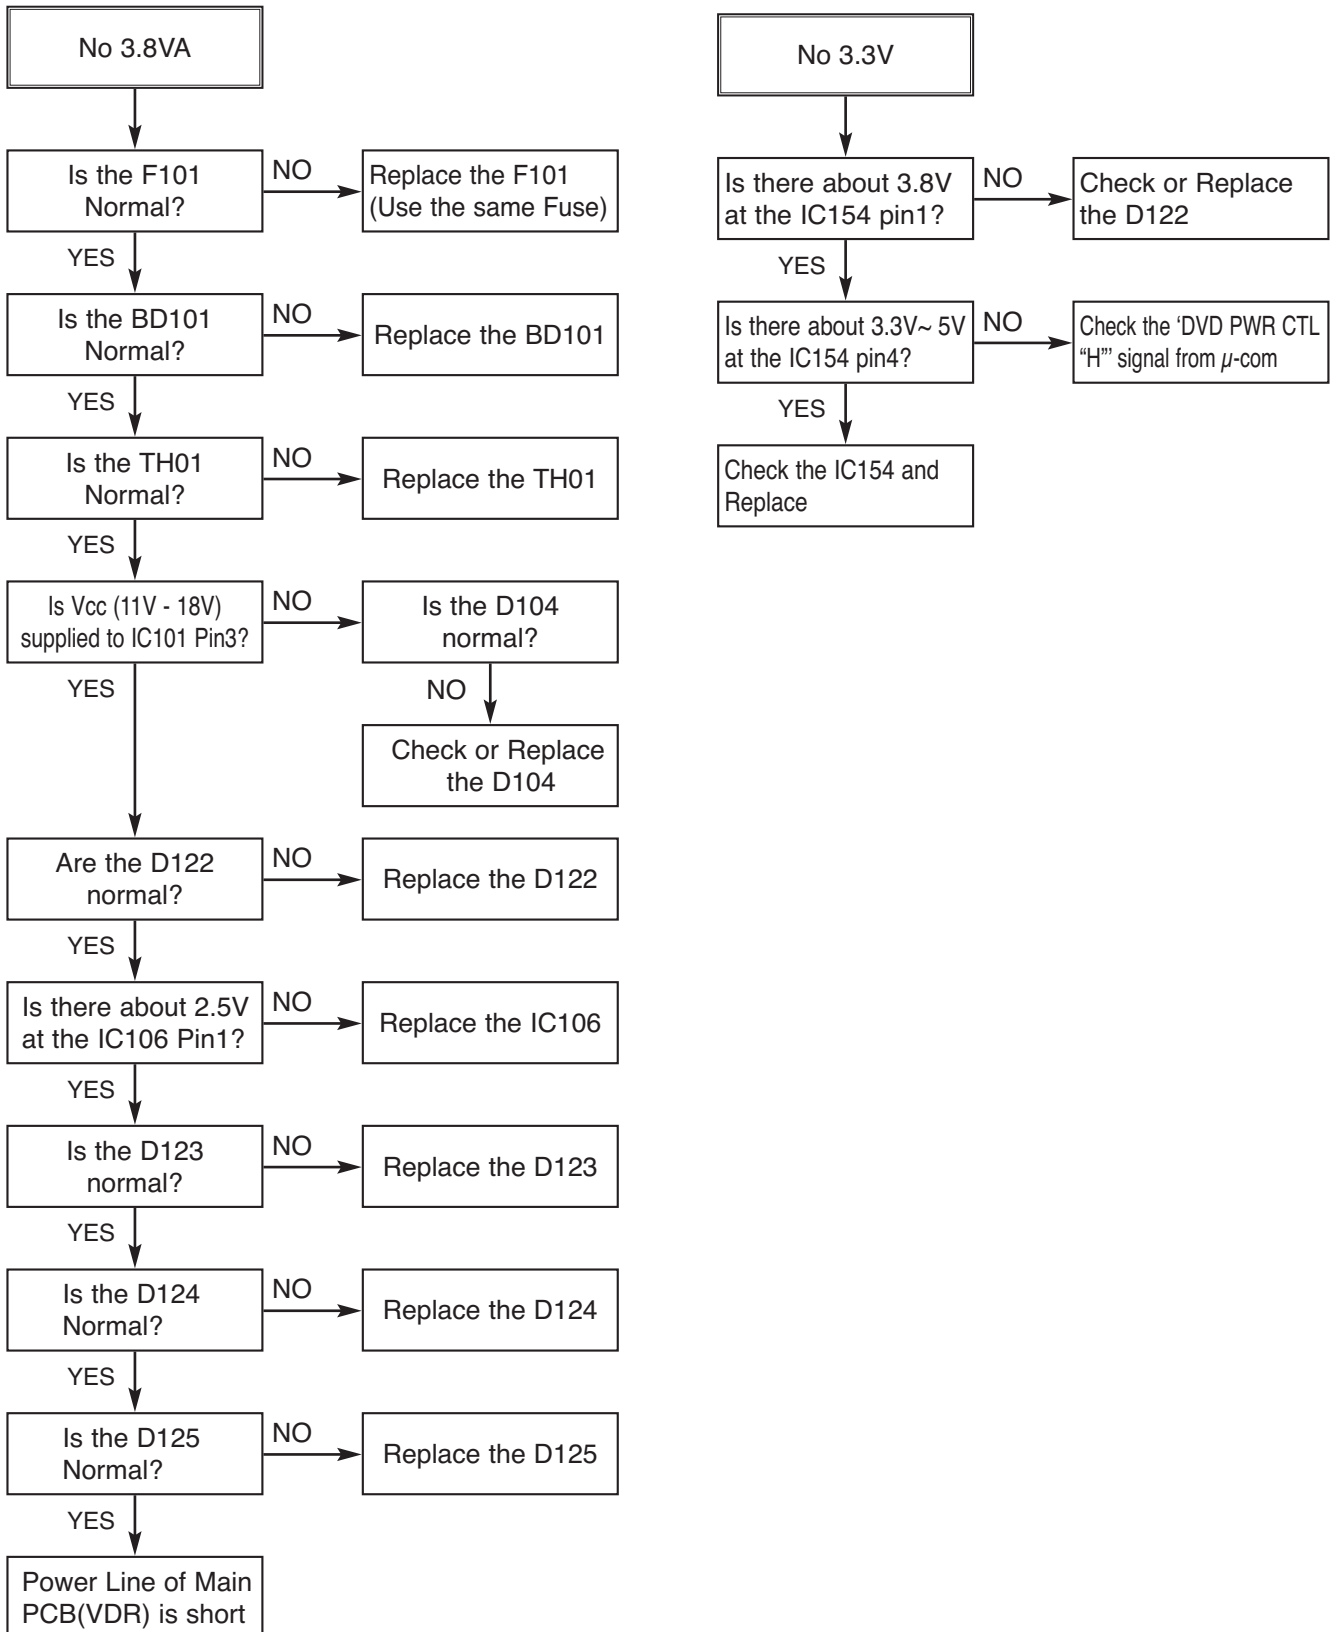 No 3.8VA
Is the F101
Normal?
NO
Replace the F101
(Use the same Fuse)
YES
Is the BD101
Normal?
NO
Replace the BD101
YES
Is the TH01
Normal?
NO
Replace the TH01
YES
Is Vcc (11V - 18V)
supplied to IC101 Pin3?
NO
Is the D104
normal?
NO
Check or Replace
the D104
YES
Are the D122
normal?
NO
Replace the D122
YES
Is there about 2.5V
at the IC106 Pin1?
NO
Replace the IC106
YES
Is the D123
normal?
NO
Replace the D123
YES
Is the D124
Normal?
NO
Replace the D124
YES
Is the D125
Normal?
NO
Replace the D125
YES
Power Line of Main
PCB(VDR) is short
No 3.3V
Is there about 3.8V
at the IC154 pin1?
NO
Check or Replace
the D122
YES
Is there about 3.3V~ 5V
at the IC154 pin4?
NO
Check the ‘DVD PWR CTL
“H”’ signal from µ-com
YES
Check the IC154 and
Replace